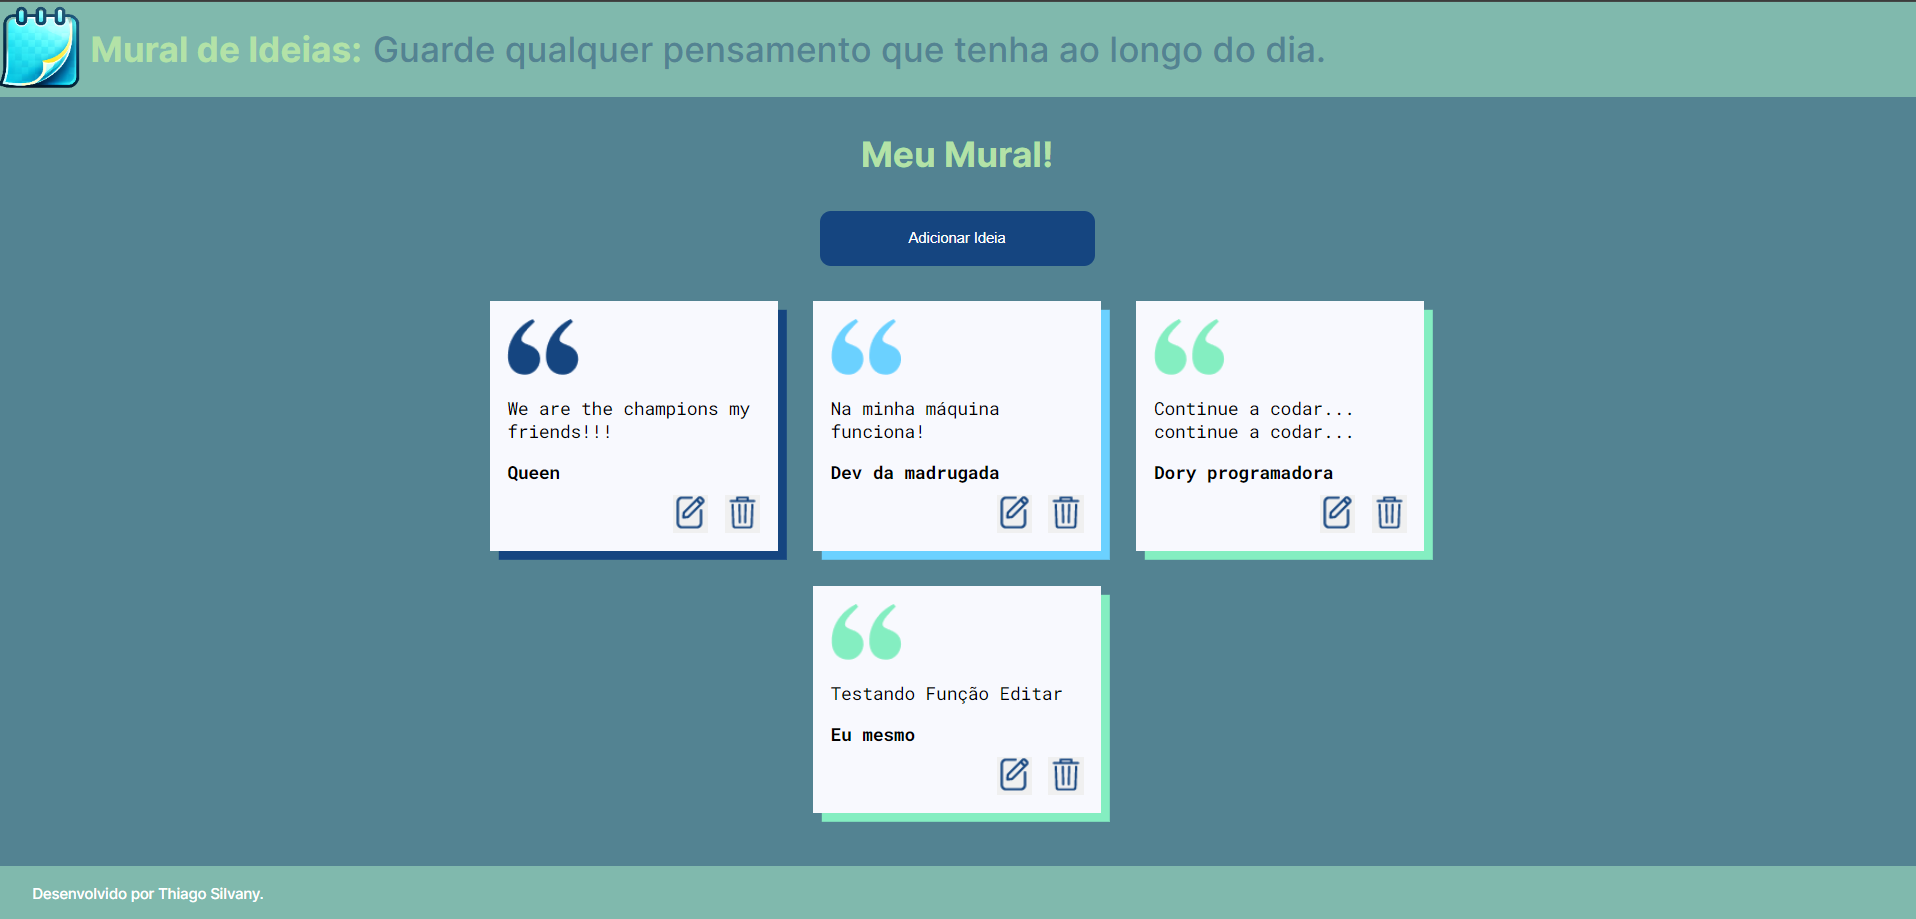 Mural de Ideias: Guarde qualquer pensamento que tenha ao longo do dia.
Meu Mural!
Adicionar Ideia
We are the champions my
friends!!!
Queen
Na minha máquina
funciona!
Dev da madrugada
Continue a codar...
continue a codar...
Dory programadora
Testando Função Editar
Eu mesmo
Desenvolvido por Thiago Silvany.